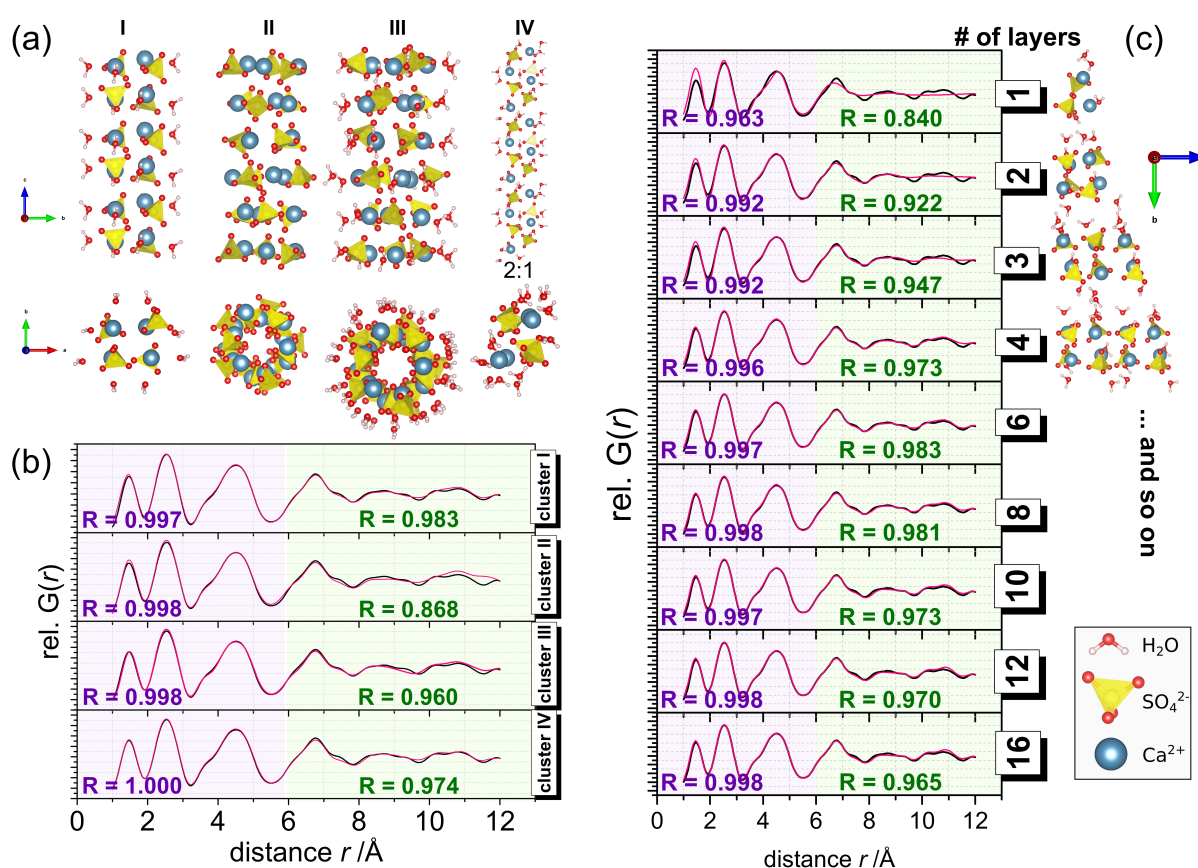 (a)
I
II
III
IV
c
b
2:1
b
a
(b)
rel. G(r)
R = 0.997
R = 0.983
cluster I
R = 0.998
R = 0.868
cluster II
R = 0.998
R = 0.960
cluster III
R = 1.000
R = 0.974
cluster IV
0 2 4 6 8 10 12
distance r /Å
# of layers
(c)
rel. G(r)
R = 0.963
R = 0.840
1
R = 0.992
R = 0.922
2
R = 0.992
R = 0.947
3
R = 0.996
R = 0.973
4
R = 0.997
R = 0.983
6
R = 0.998
R = 0.981
8
R = 0.997
R = 0.973
10
R = 0.998
R = 0.970
12
R = 0.998
R = 0.965
16
0 2 4 6 8 10 12
distance r /Å
b
... and so on
H₂O
SO₄²⁻
Ca²⁺